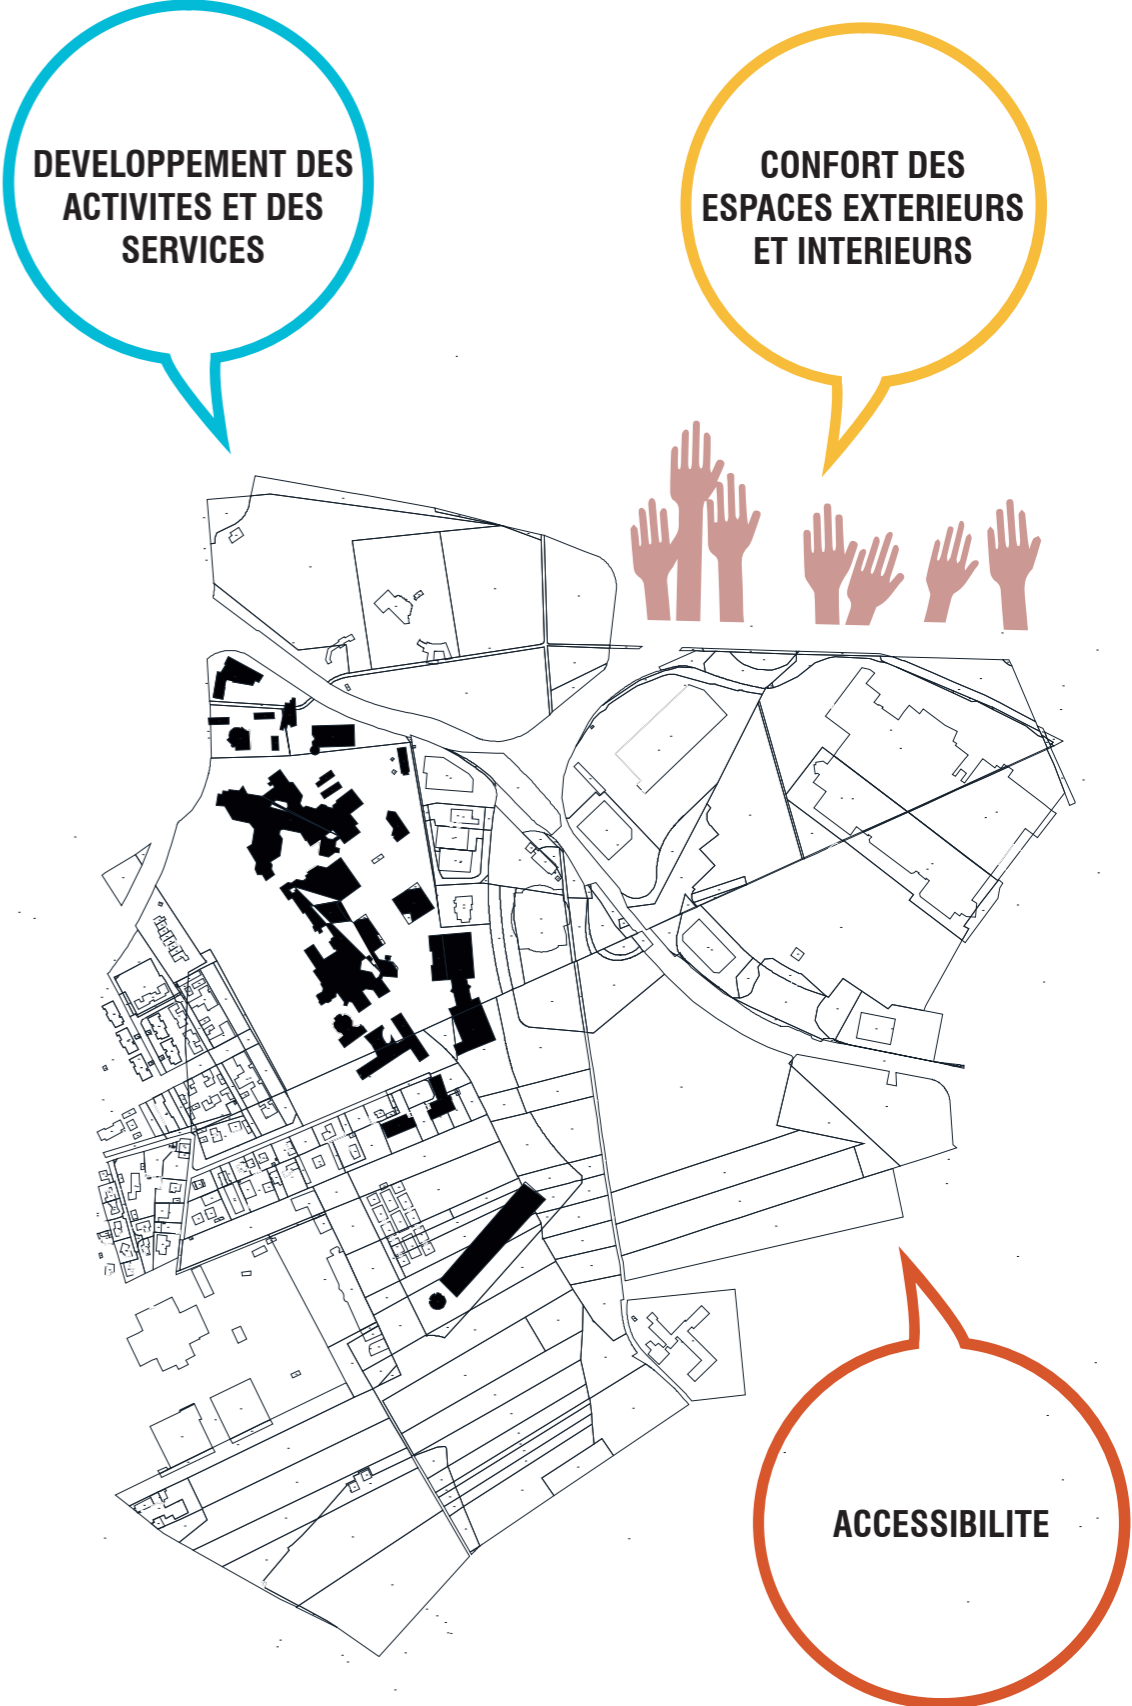 DEVELOPPEMENT DES
ACTIVITES ET DES
SERVICES
CONFORT DES
ESPACES EXTERIEURS
ET INTERIEURS
ACCESSIBILITE